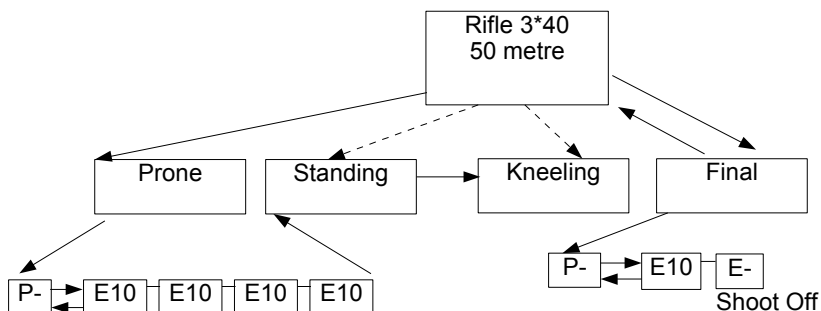 Rifle 3*40
50 metre
Prone
Standing
Kneeling
Final
P-
E10
E10
E10
E10
P-
E10
E-
Shoot Off